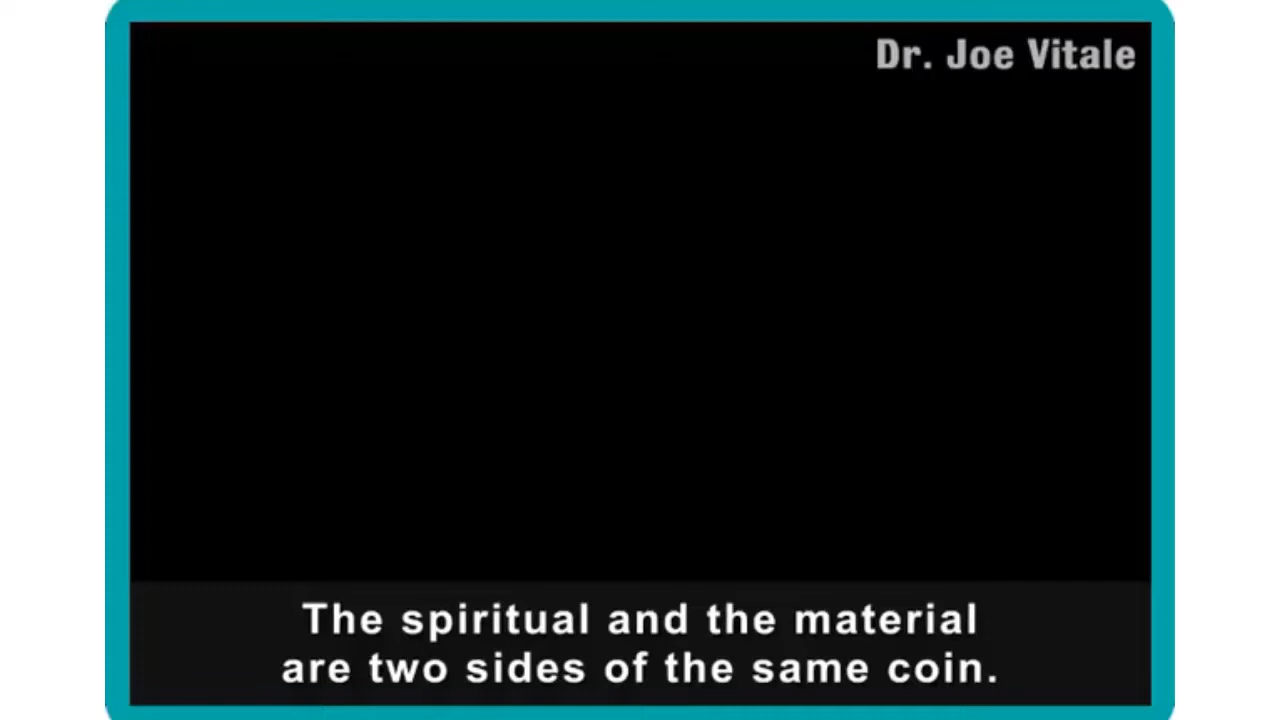 Dr. Joe Vitale
The spiritual and the material
are two sides of the same coin.